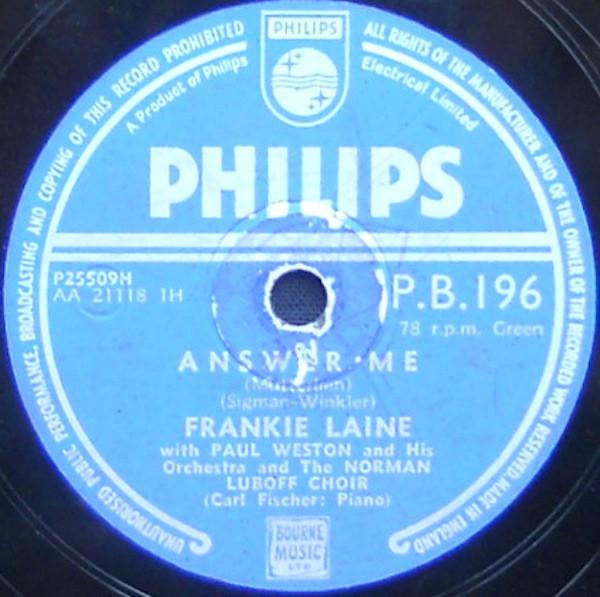 UNAUTHORISED PUBLIC PERFORMANCE, BROADCASTING AND COPYING OF THIS RECORD PROHIBITED
ALL RIGHTS OF THE MANUFACTURER AND OF THE OWNER OF THE RECORDED WORK RESERVED. MADE IN ENGLAND
PHILIPS
A Product of Philips
Electrical Limited
PHILIPS
P25509H
AA 21118 1H
P.B.196
78 r.p.m. Green
ANSWER ME
(Sigman-Winkler)
FRANKIE LAINE
with PAUL WESTON and His
Orchestra and The NORMAN
LUBOFF CHOIR
(Carl Fischer: Piano)
BOURNE
MUSIC
LTD